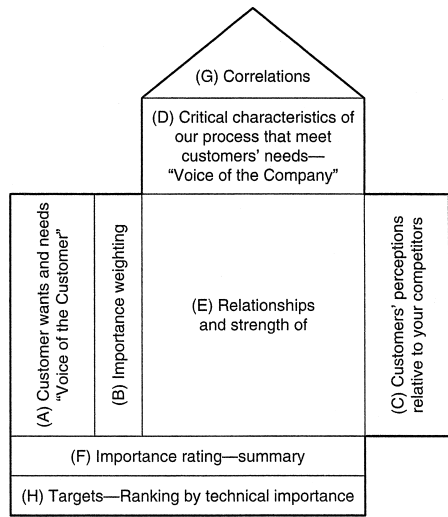 (G) Correlations
(D) Critical characteristics of
our process that meet
customers' needs—
"Voice of the Company"
(A) Customer wants and needs
"Voice of the Customer"
(B) Importance weighting
(E) Relationships
and strength of
(C) Customers' perceptions
relative to your competitors
(F) Importance rating—summary
(H) Targets—Ranking by technical importance